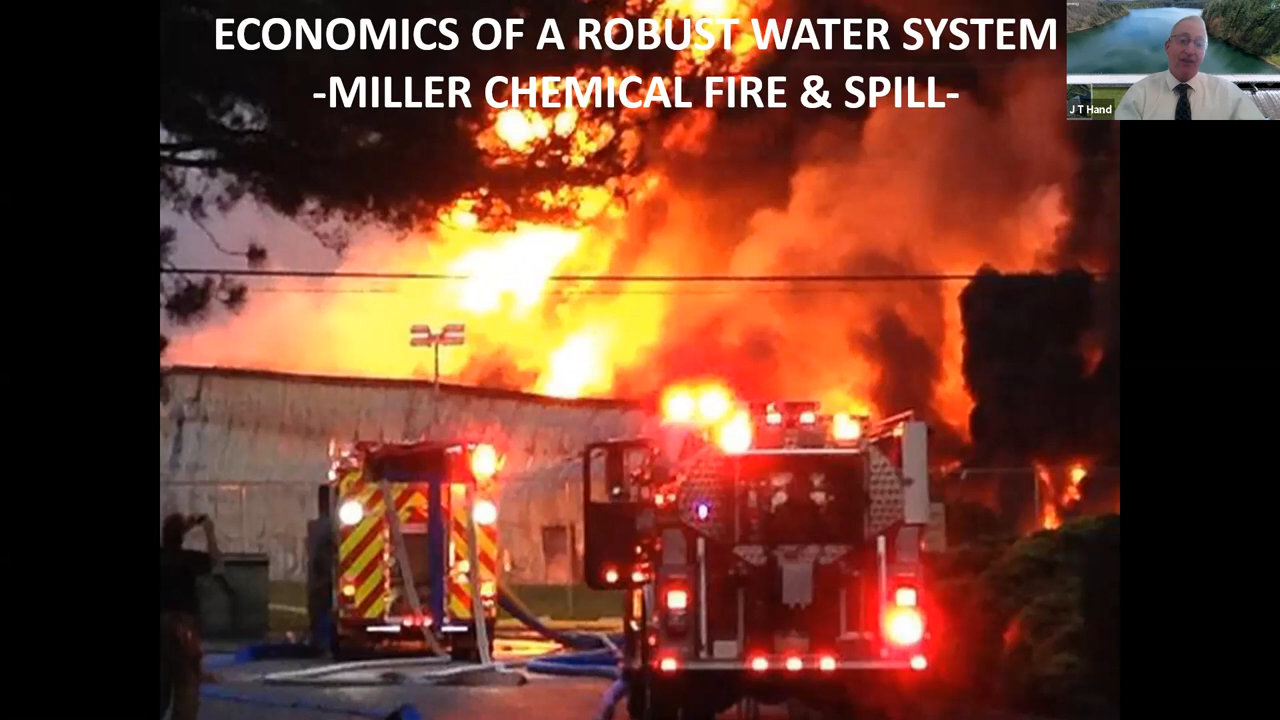 ECONOMICS OF A ROBUST WATER SYSTEM
-MILLER CHEMICAL FIRE & SPILL-
J T Hand